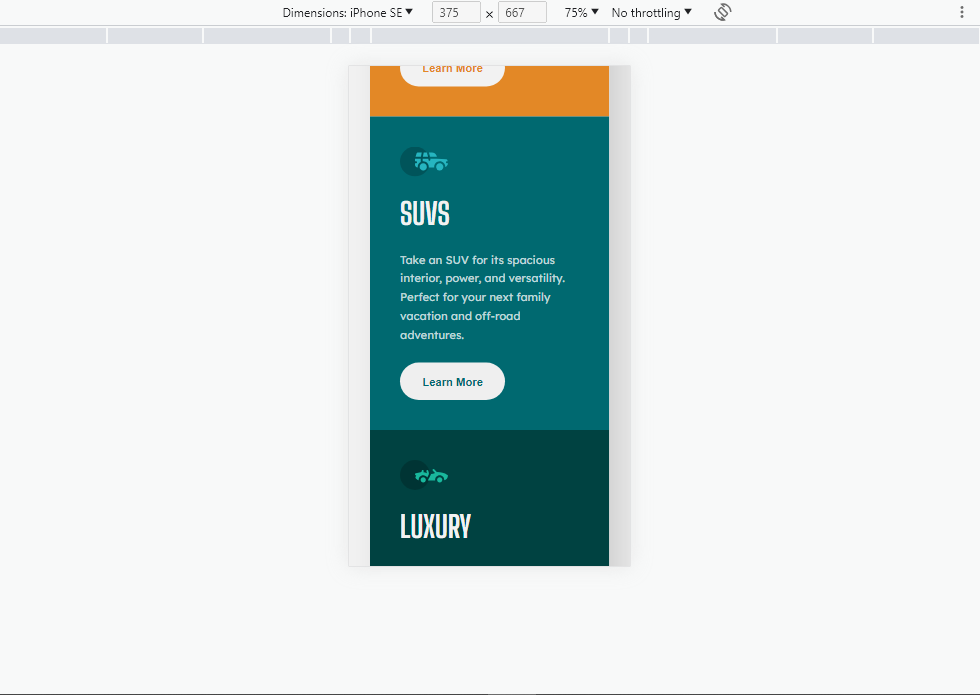 Dimensions: iPhone SE 375 × 667 75% No throttling
Learn More
SUVS
Take an SUV for its spacious
interior, power, and versatility.
Perfect for your next family
vacation and off-road
adventures.
Learn More
LUXURY